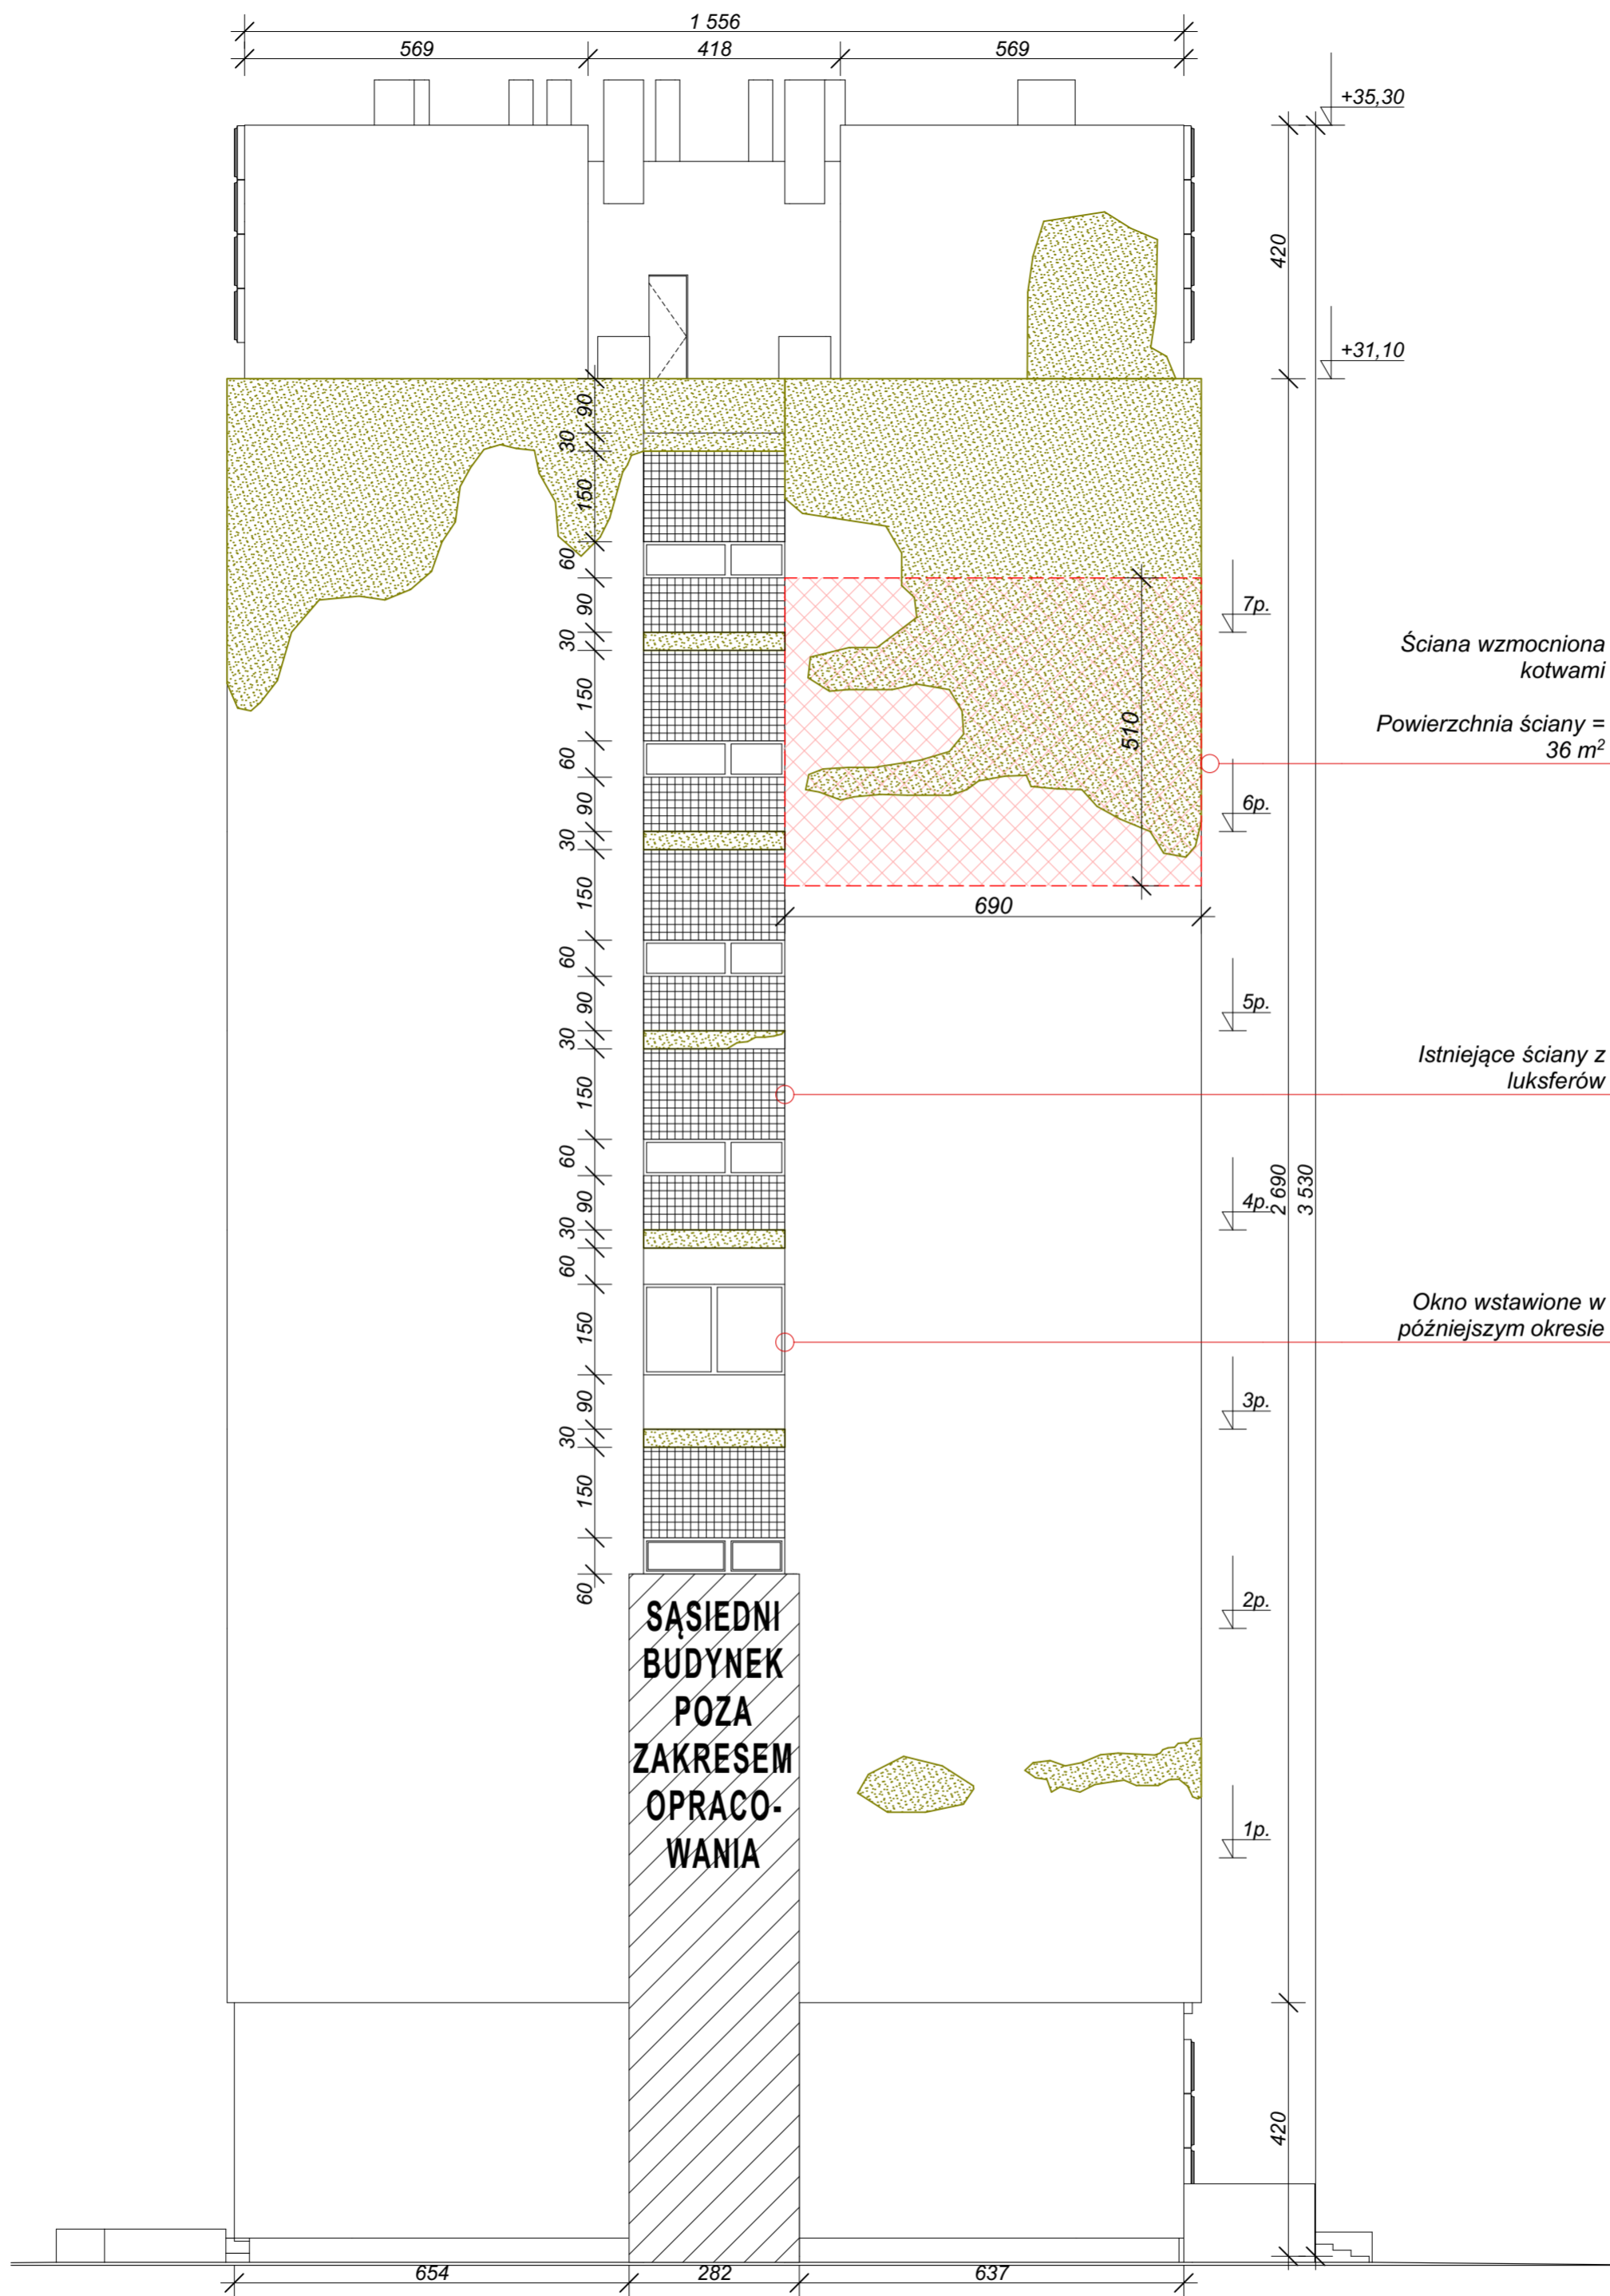 1 556
569
418
569
+35,30
420
+31,10
90
30
150
60
90
30
150
60
90
30
150
60
90
30
150
60
90
30
60
150
90
30
150
60
7p.
6p.
5p.
4p.
3p.
2p.
1p.
510
690
Ściana wzmocniona
kotwami
Powierzchnia ściany =
36 m²
Istniejące ściany z
luksferów
2 690
3 530
Okno wstawione w
późniejszym okresie
SĄSIEDNI
BUDYNEK
POZA
ZAKRESEM
OPRACO-
WANIA
420
654
282
637